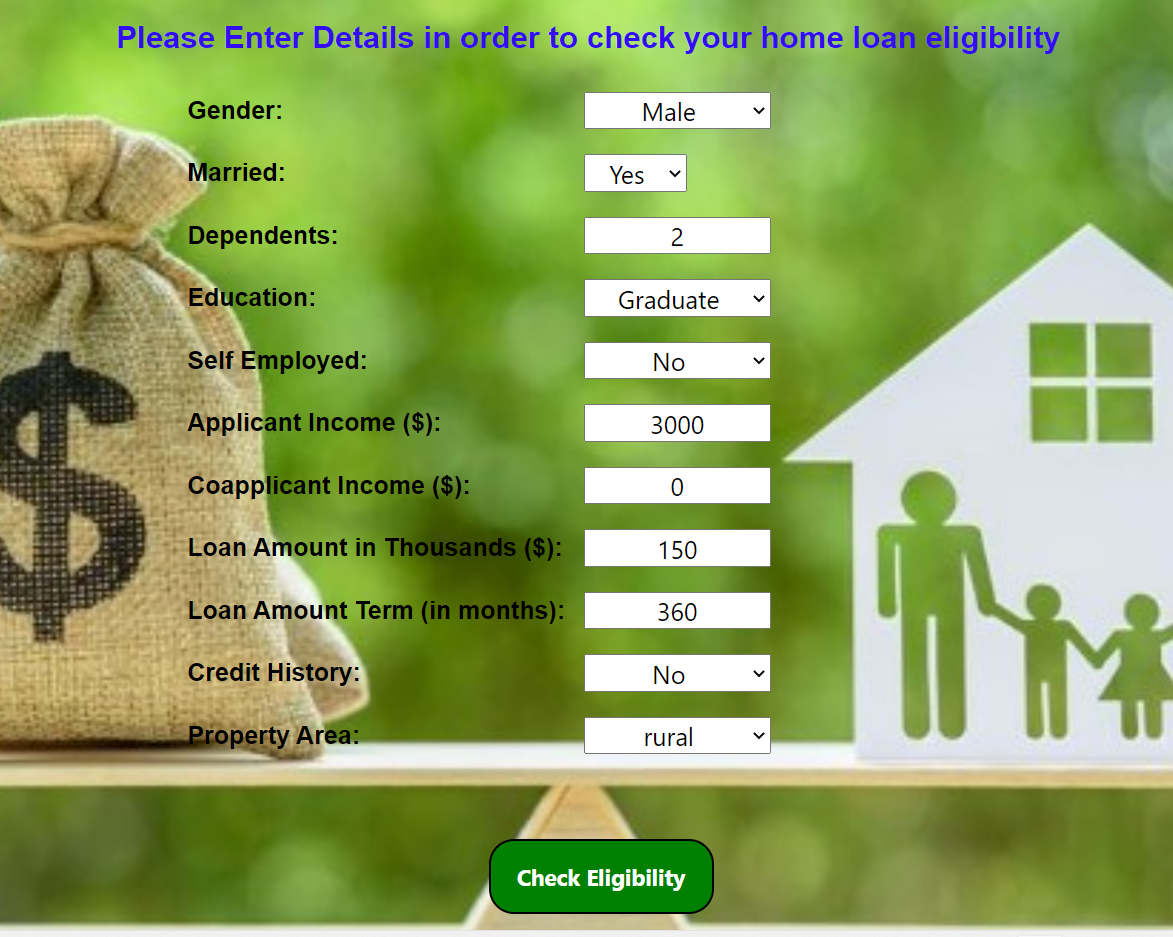 Please Enter Details in order to check your home loan eligibility
Gender: Male
Married: Yes
Dependents: 2
Education: Graduate
Self Employed: No
Applicant Income ($): 3000
Coapplicant Income ($): 0
Loan Amount in Thousands ($): 150
Loan Amount Term (in months): 360
Credit History: No
Property Area: rural
$
Check Eligibility